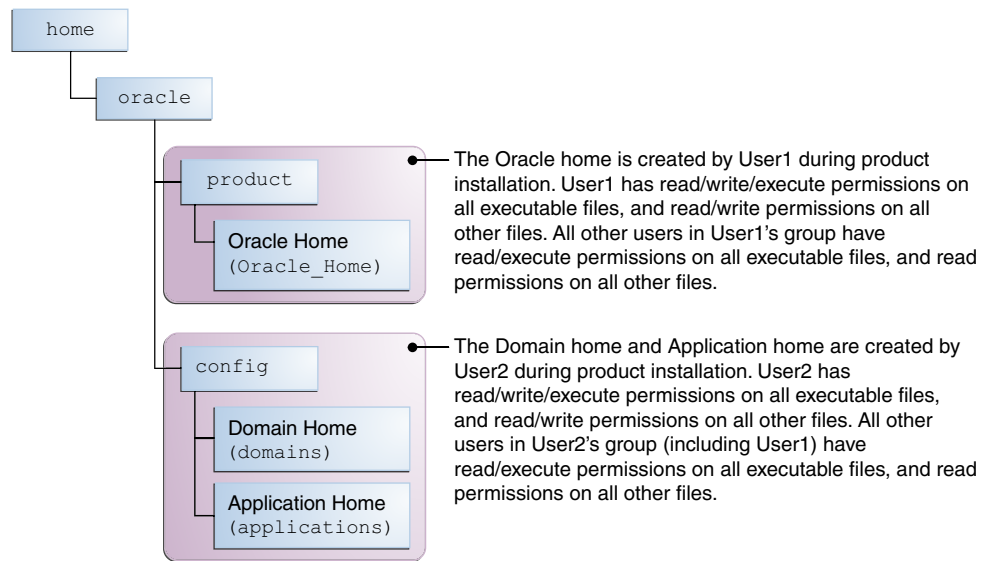 home
oracle
product
Oracle Home
(Oracle_Home)
The Oracle home is created by User1 during product
installation. User1 has read/write/execute permissions on
all executable files, and read/write permissions on all
other files. All other users in User1's group have
read/execute permissions on all executable files, and read
permissions on all other files.
config
Domain Home
(domains)
Application Home
(applications)
The Domain home and Application home are created by
User2 during product installation. User2 has
read/write/execute permissions on all executable files,
and read/write permissions on all other files. All other
users in User2's group (including User1) have
read/execute permissions on all executable files, and read
permissions on all other files.